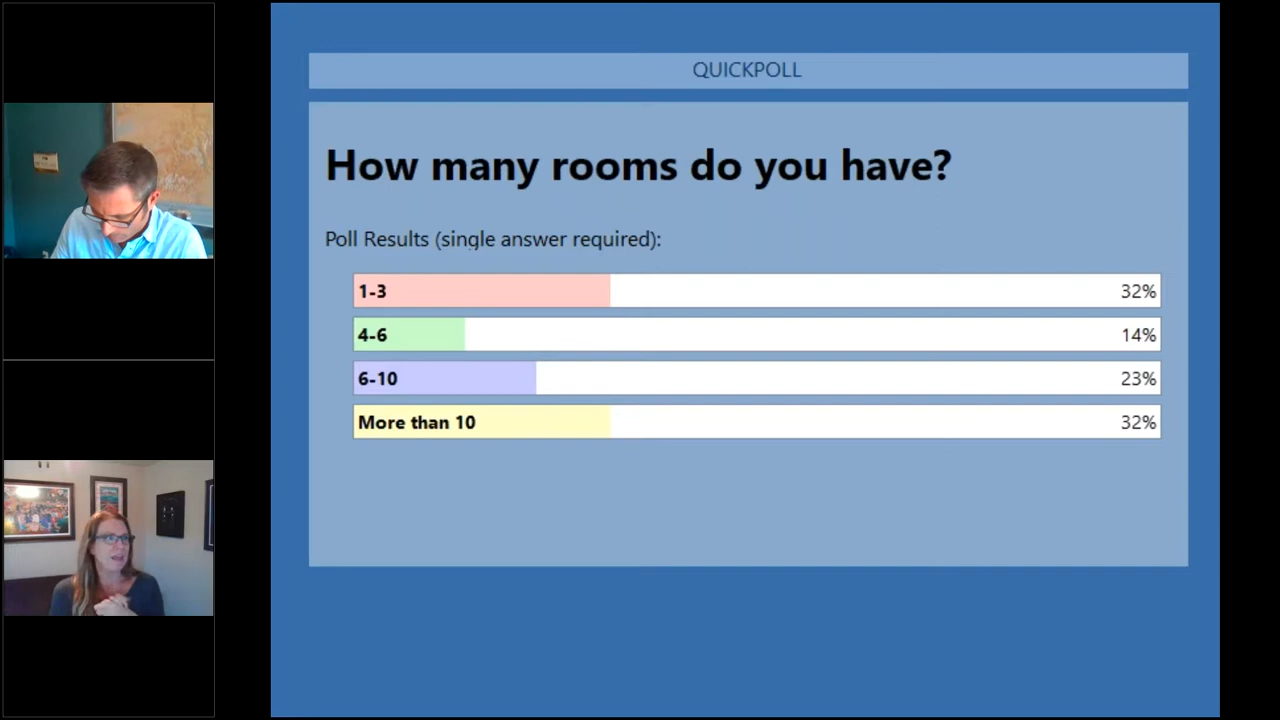 QUICKPOLL
How many rooms do you have?
Poll Results (single answer required):
1-3 32%
4-6 14%
6-10 23%
More than 10 32%